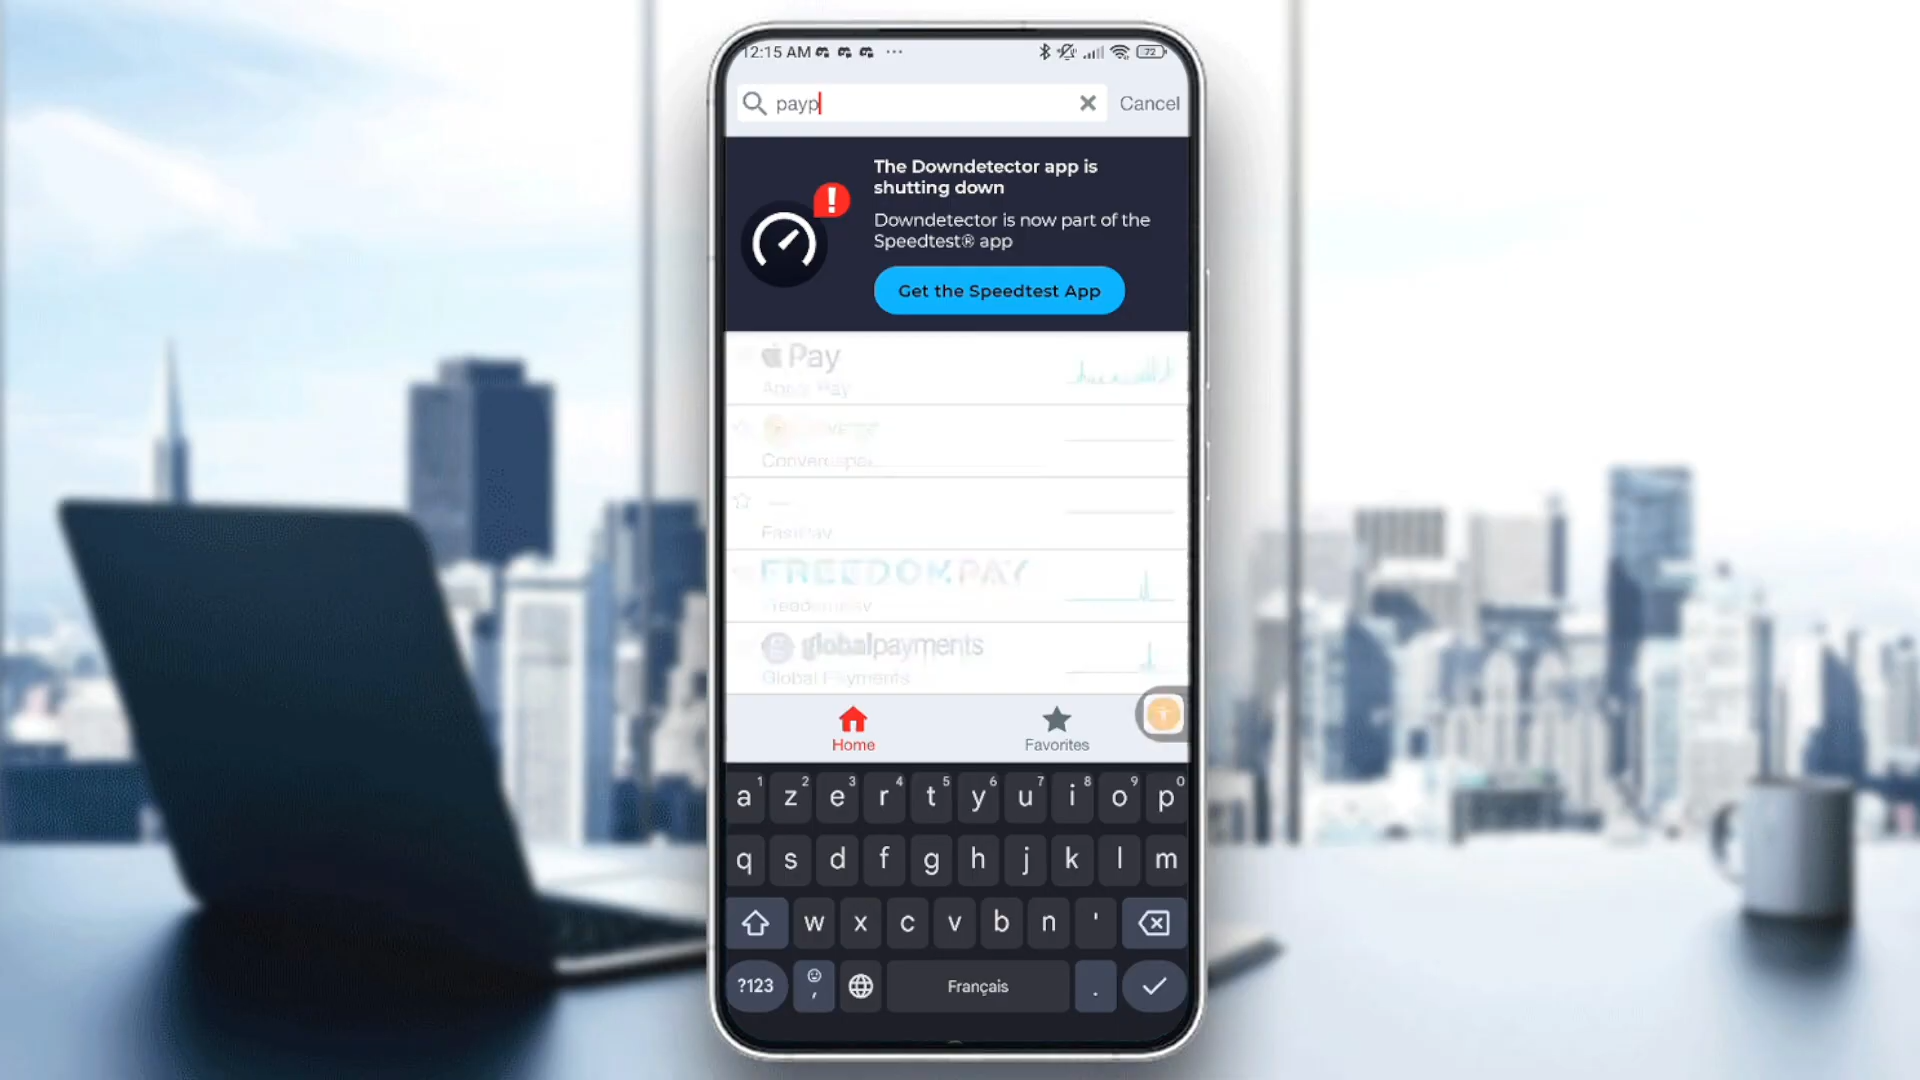 12:15 AM ··· 72
payp Cancel
The Downdetector app is
shutting down
Downdetector is now part of the
Speedtest® app
Get the Speedtest App
Pay
Apple Pay
FastPay
FREEDOMPAY
FreedomPay
globalpayments
Global Payments
Home Favorites
a 1 z 2 e 3 r 4 t 5 y 6 u 7 i 8 o 9 p 0
q s d f g h j k l m
w x c v b n '
?123 , Français .